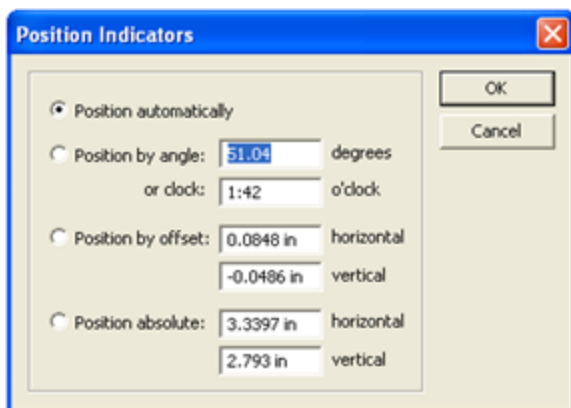 Position Indicators
OK
Cancel
Position automatically
Position by angle: 51.04 degrees
or clock: 1:42 o'clock
Position by offset: 0.0848 in horizontal
-0.0486 in vertical
Position absolute: 3.3397 in horizontal
2.793 in vertical